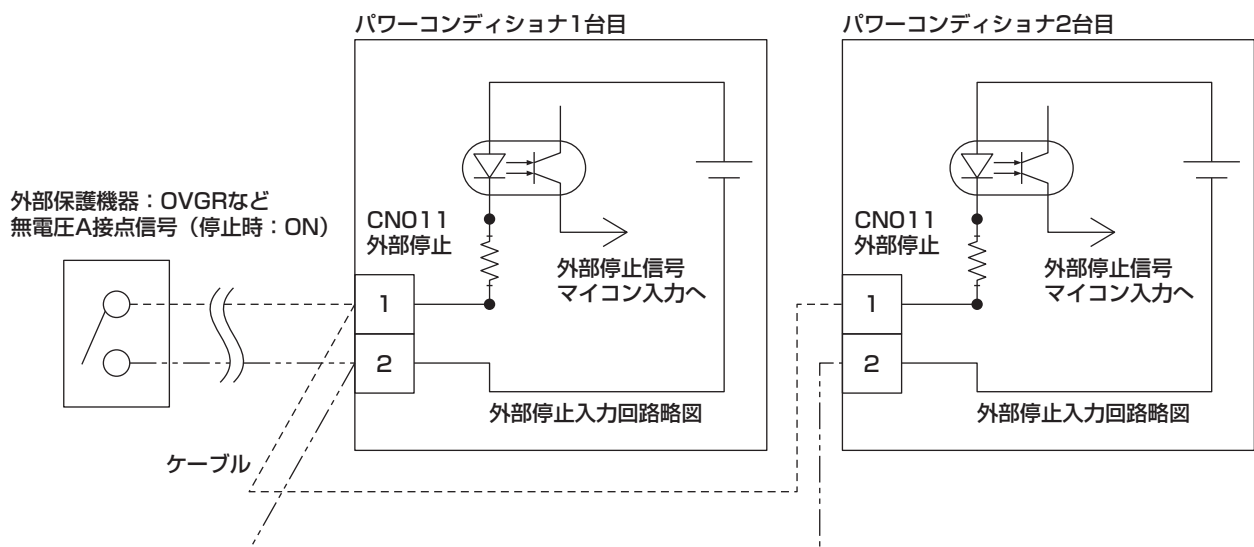 パワーコンディショナ1台目
パワーコンディショナ2台目
外部保護機器：OVGRなど
無電圧A接点信号（停止時：ON）
CN011
外部停止
外部停止信号
マイコン入力へ
1
2
外部停止入力回路略図
CN011
外部停止
外部停止信号
マイコン入力へ
1
2
外部停止入力回路略図
ケーブル